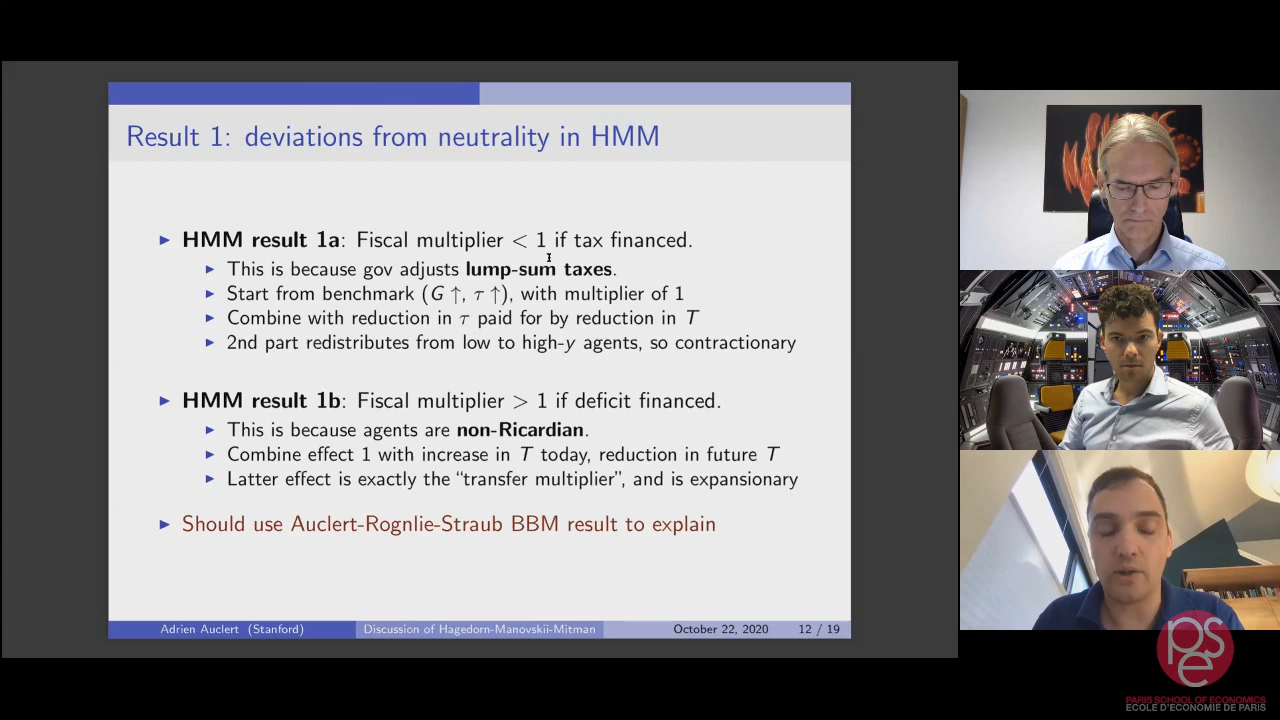 Result 1: deviations from neutrality in HMM
▶ HMM result 1a: Fiscal multiplier < 1 if tax financed.
▶ This is because gov adjusts lump-sum taxes.
▶ Start from benchmark (G ↑, τ ↑), with multiplier of 1
▶ Combine with reduction in τ paid for by reduction in T
▶ 2nd part redistributes from low to high-y agents, so contractionary
▶ HMM result 1b: Fiscal multiplier > 1 if deficit financed.
▶ This is because agents are non-Ricardian.
▶ Combine effect 1 with increase in T today, reduction in future T
▶ Latter effect is exactly the “transfer multiplier”, and is expansionary
▶ Should use Auclert-Rognlie-Straub BBM result to explain
Adrien Auclert (Stanford) Discussion of Hagedorn-Manovskii-Mitman October 22, 2020 12 / 19
pse
PARIS SCHOOL OF ECONOMICS
ECOLE D'ECONOMIE DE PARIS